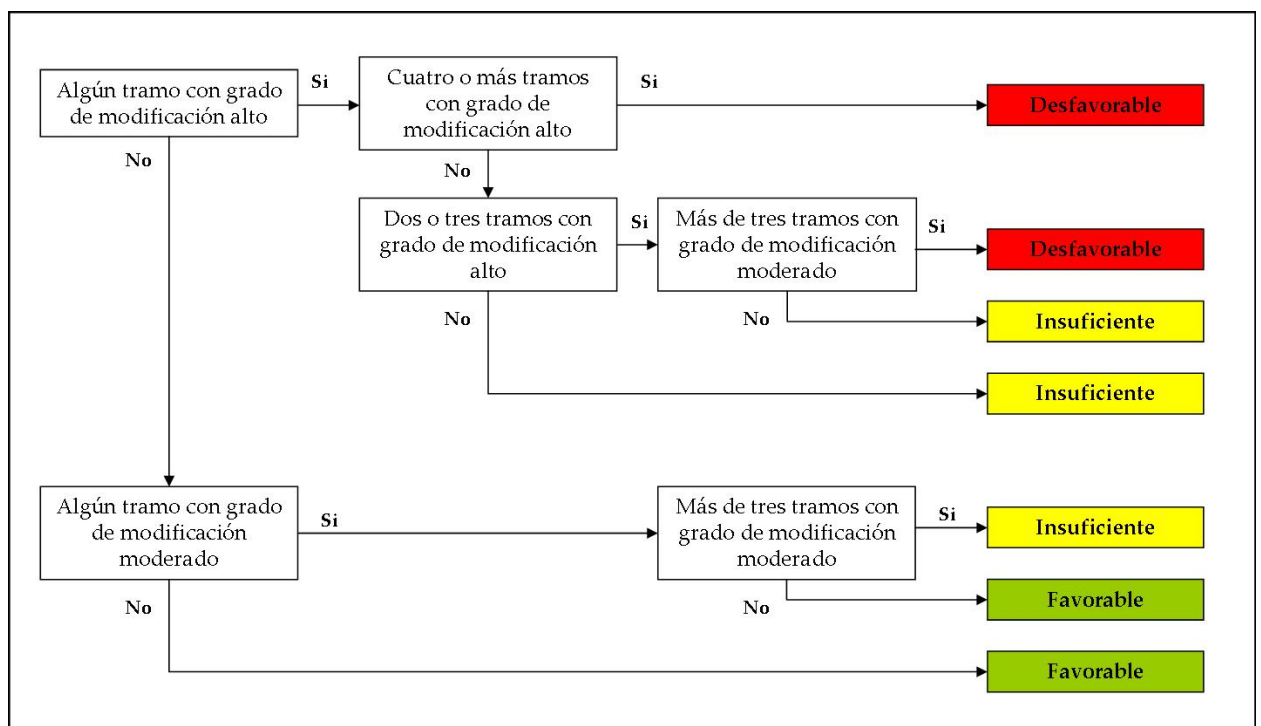 Algún tramo con grado
de modificación alto
Si
Cuatro o más tramos
con grado de
modificación alto
Si
Desfavorable
No
No
Dos o tres tramos con
grado de modificación
alto
Si
Más de tres tramos con
grado de modificación
moderado
Si
Desfavorable
No
No
Insuficiente
Insuficiente
Algún tramo con grado
de modificación
moderado
Si
Más de tres tramos con
grado de modificación
moderado
Si
Insuficiente
No
No
Favorable
Favorable